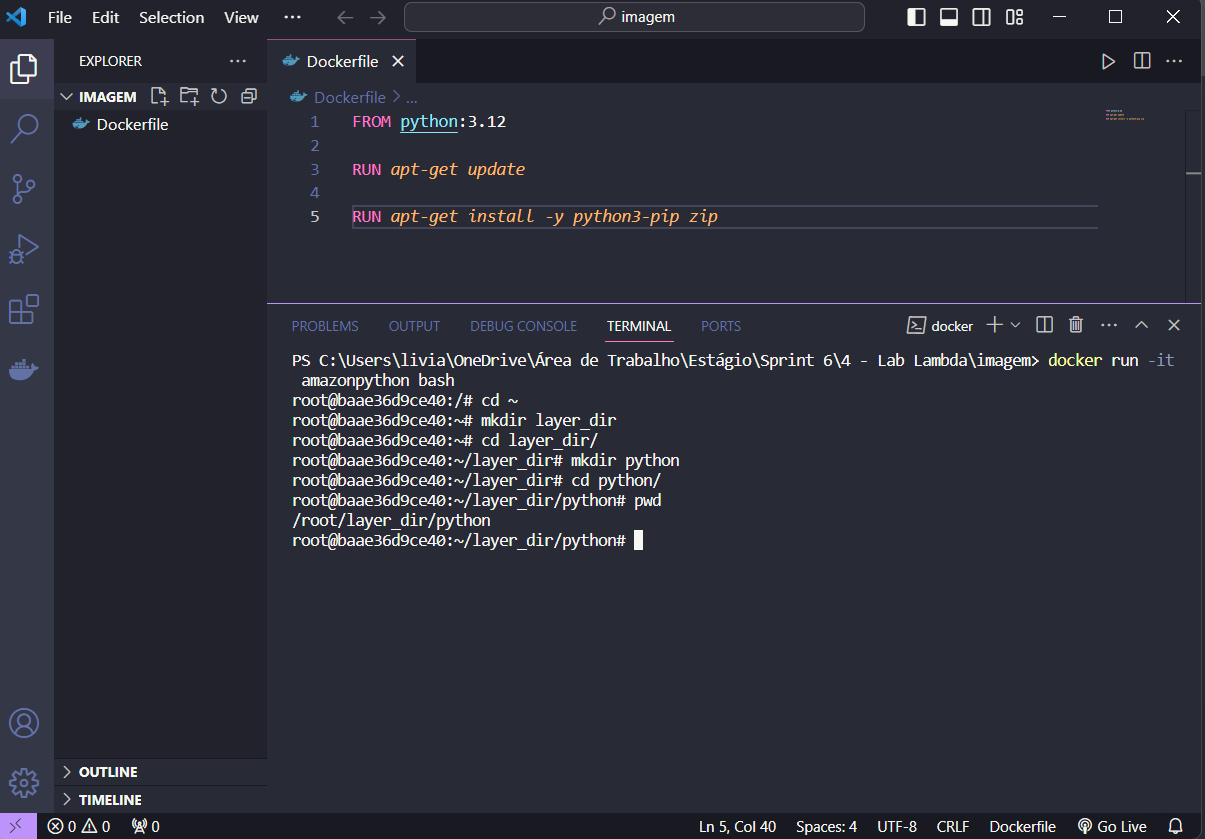 File Edit Selection View ··· imagem
EXPLORER ···
IMAGEM
Dockerfile
Dockerfile
Dockerfile > ...
1 FROM python:3.12
2
3 RUN apt-get update
4
5 RUN apt-get install -y python3-pip zip
PROBLEMS OUTPUT DEBUG CONSOLE TERMINAL PORTS docker
PS C:\Users\livia\OneDrive\Área de Trabalho\Estágio\Sprint 6\4 - Lab Lambda\imagem> docker run -it
amazonpython bash
root@baae36d9ce40:/# cd ~
root@baae36d9ce40:~# mkdir layer_dir
root@baae36d9ce40:~# cd layer_dir/
root@baae36d9ce40:~/layer_dir# mkdir python
root@baae36d9ce40:~/layer_dir# cd python/
root@baae36d9ce40:~/layer_dir/python# pwd
/root/layer_dir/python
root@baae36d9ce40:~/layer_dir/python#
OUTLINE
TIMELINE
0 0 0 Ln 5, Col 40 Spaces: 4 UTF-8 CRLF Dockerfile Go Live